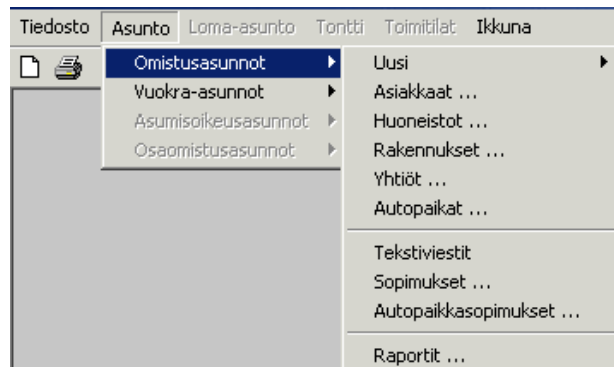 Tiedosto Asunto Loma-asunto Tontti Toimitilat Ikkuna
Omistusasunnot
Vuokra-asunnot
Asumisoikeusasunnot
Osaomistusasunnot
Uusi
Asiakkaat ...
Huoneistot ...
Rakennukset ...
Yhtiöt ...
Autopaikat ...
Tekstiviestit
Sopimukset ...
Autopaikkasopimukset ...
Raportit ...